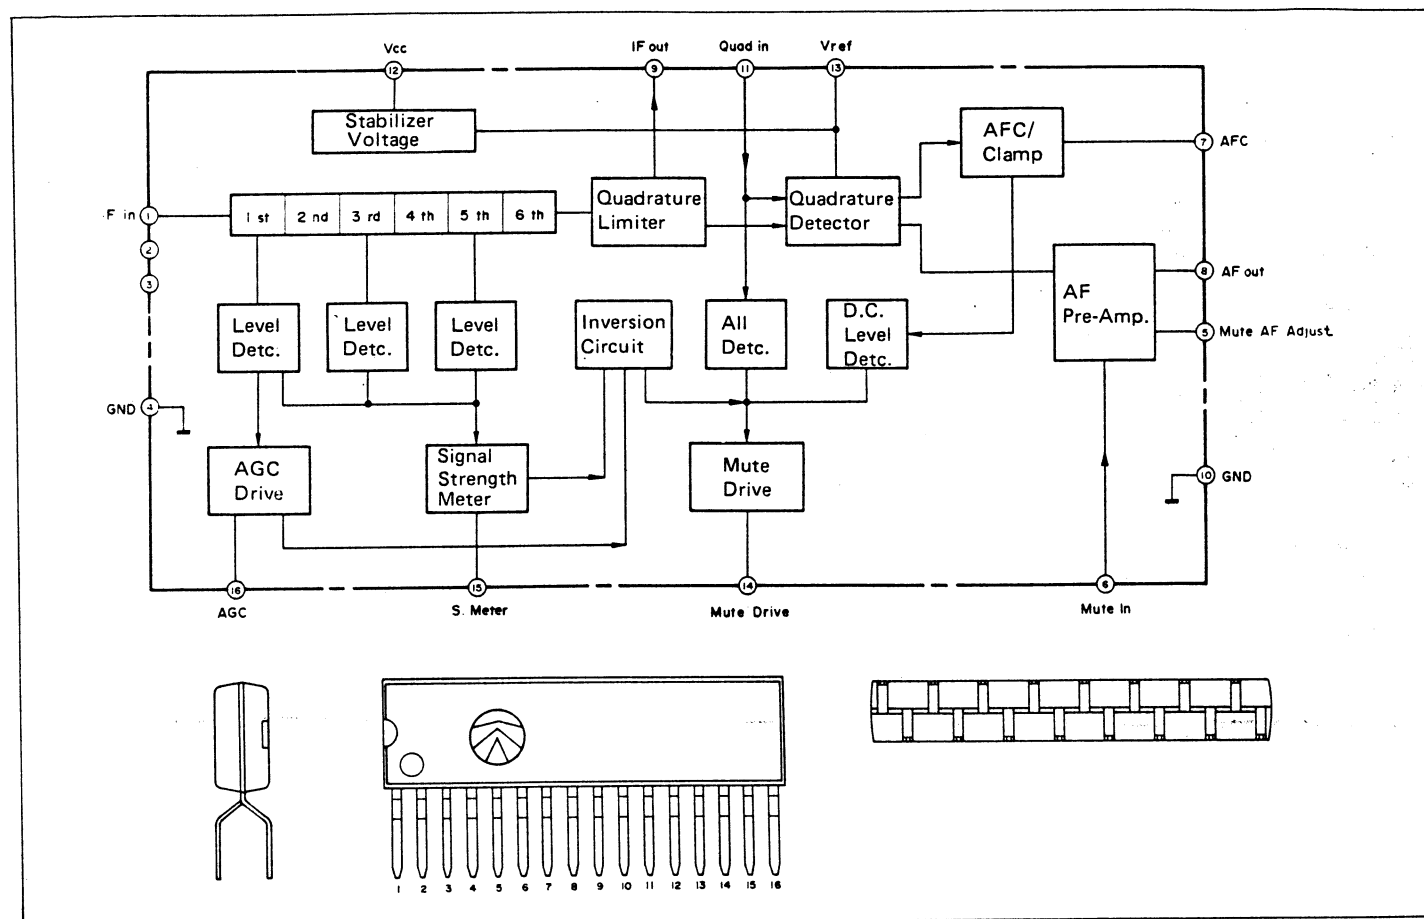 Vcc
IF out
Quad in
Vref
12
9
11
13
Stabilizer
Voltage
AFC/
Clamp
7
AFC
F in
1
1 st
2 nd
3 rd
4 th
5 th
6 th
Quadrature
Limiter
Quadrature
Detector
2
3
AF
Pre-Amp.
8
AF out
5
Mute AF Adjust
Level
Detc.
Level
Detc.
Level
Detc.
Inversion
Circuit
All
Detc.
D.C.
Level
Detc.
GND
4
AGC
Drive
Signal
Strength
Meter
Mute
Drive
10
GND
16
15
14
6
AGC
S. Meter
Mute Drive
Mute In
1 2 3 4 5 6 7 8 9 10 11 12 13 14 15 16